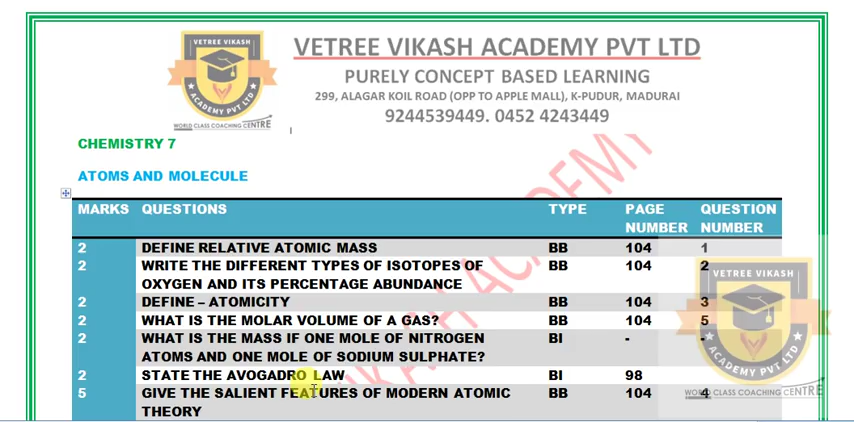 VETREE VIKASH
ACADEMY PVT LTD
WORLD CLASS COACHING CENTRE
VETREE VIKASH ACADEMY PVT LTD
PURELY CONCEPT BASED LEARNING
299, ALAGAR KOIL ROAD (OPP TO APPLE MALL), K-PUDUR, MADURAI
9244539449. 0452 4243449
CHEMISTRY 7
ATOMS AND MOLECULE
MARKS QUESTIONS TYPE PAGE QUESTION
NUMBER NUMBER
2 DEFINE RELATIVE ATOMIC MASS BB 104 1
2 WRITE THE DIFFERENT TYPES OF ISOTOPES OF BB 104 2
OXYGEN AND ITS PERCENTAGE ABUNDANCE
2 DEFINE – ATOMICITY BB 104 3
2 WHAT IS THE MOLAR VOLUME OF A GAS? BB 104 5
2 WHAT IS THE MASS IF ONE MOLE OF NITROGEN BI - -
ATOMS AND ONE MOLE OF SODIUM SULPHATE?
2 STATE THE AVOGADRO LAW BI 98
5 GIVE THE SALIENT FEATURES OF MODERN ATOMIC BB 104 4
THEORY
VETREE VIKASH
ACADEMY PVT LTD
WORLD CLASS COACHING CENTRE